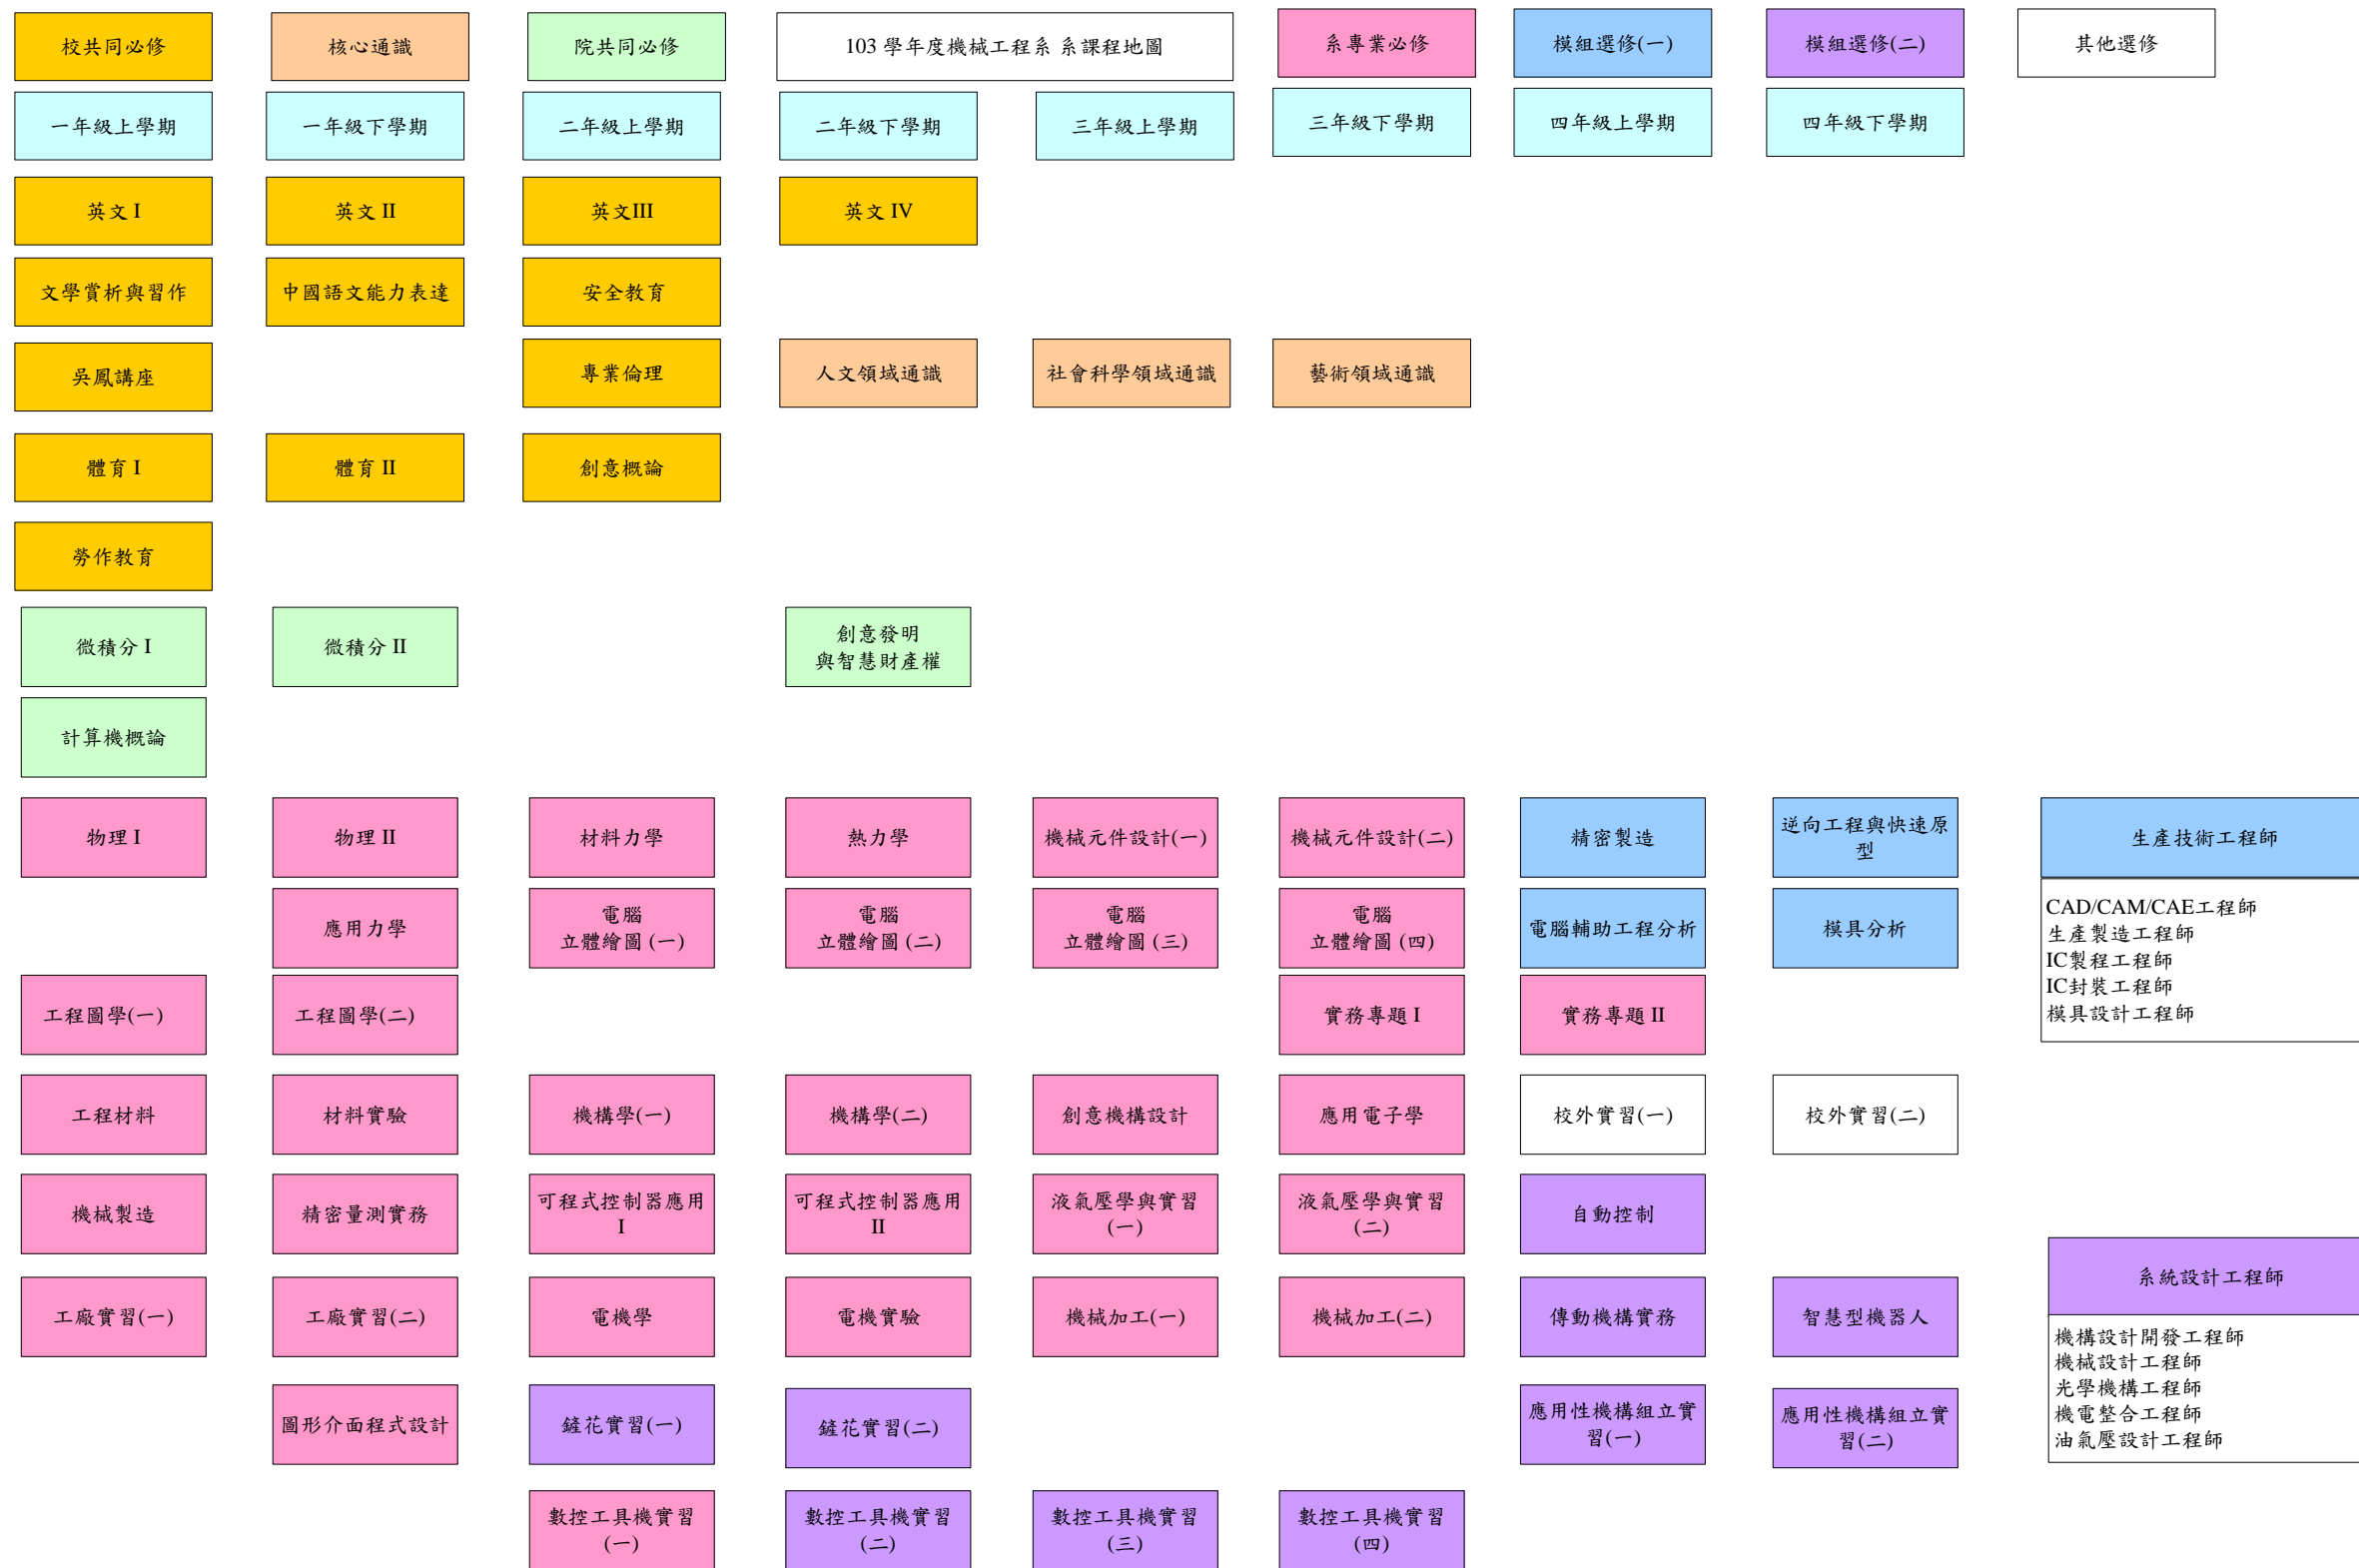 校共同必修
核心通識
院共同必修
103 學年度機械工程系 系課程地圖
系專業必修
模組選修(一)
模組選修(二)
其他選修
一年級上學期
一年級下學期
二年級上學期
二年級下學期
三年級上學期
三年級下學期
四年級上學期
四年級下學期
英文 I
英文 II
英文III
英文 IV
文學賞析與習作
中國語文能力表達
安全教育
吳鳳講座
專業倫理
人文領域通識
社會科學領域通識
藝術領域通識
體育 I
體育 II
創意概論
勞作教育
微積分 I
微積分 II
創意發明
與智慧財產權
計算機概論
物理 I
物理 II
材料力學
熱力學
機械元件設計(一)
機械元件設計(二)
精密製造
逆向工程與快速原
型
生產技術工程師
應用力學
電腦
立體繪圖 (一)
電腦
立體繪圖 (二)
電腦
立體繪圖 (三)
電腦
立體繪圖 (四)
電腦輔助工程分析
模具分析
CAD/CAM/CAE工程師
生產製造工程師
IC製程工程師
IC封裝工程師
模具設計工程師
工程圖學(一)
工程圖學(二)
實務專題 I
實務專題 II
工程材料
材料實驗
機構學(一)
機構學(二)
創意機構設計
應用電子學
校外實習(一)
校外實習(二)
機械製造
精密量測實務
可程式控制器應用
I
可程式控制器應用
II
液氣壓學與實習
(一)
液氣壓學與實習
(二)
自動控制
系統設計工程師
工廠實習(一)
工廠實習(二)
電機學
電機實驗
機械加工(一)
機械加工(二)
傳動機構實務
智慧型機器人
機構設計開發工程師
機械設計工程師
光學機構工程師
機電整合工程師
油氣壓設計工程師
圖形介面程式設計
鏟花實習(一)
鏟花實習(二)
應用性機構組立實
習(一)
應用性機構組立實
習(二)
數控工具機實習
(一)
數控工具機實習
(二)
數控工具機實習
(三)
數控工具機實習
(四)